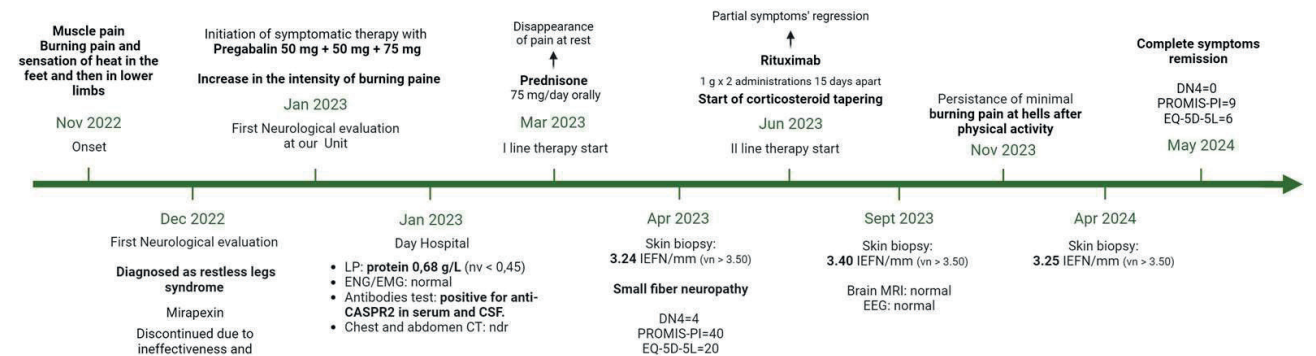 Muscle pain
Burning pain and
sensation of heat in the
feet and then in lower
limbs
Nov 2022
Onset
Initiation of symptomatic therapy with
Pregabalin 50 mg + 50 mg + 75 mg
Increase in the intensity of burning paine
Jan 2023
First Neurological evaluation
at our Unit
Disappearance
of pain at rest
Prednisone
75 mg/day orally
Mar 2023
I line therapy start
Partial symptoms' regression
Rituximab
1 g x 2 administrations 15 days apart
Start of corticosteroid tapering
Jun 2023
II line therapy start
Persistance of minimal
burning pain at hells after
physical activity
Nov 2023
Complete symptoms
remission
DN4=0
PROMIS-PI=9
EQ-5D-5L=6
May 2024
Dec 2022
First Neurological evaluation
Diagnosed as restless legs
syndrome
Mirapexin
Discontinued due to
ineffectiveness and
Jan 2023
Day Hospital
• LP: protein 0,68 g/L (nv < 0,45)
• ENG/EMG: normal
• Antibodies test: positive for anti-
CASPR2 in serum and CSF.
• Chest and abdomen CT: ndr
Apr 2023
Skin biopsy:
3.24 IEFN/mm (vn > 3.50)
Small fiber neuropathy
DN4=4
PROMIS-PI=40
EQ-5D-5L=20
Sept 2023
Skin biopsy:
3.40 IEFN/mm (vn > 3.50)
Brain MRI: normal
EEG: normal
Apr 2024
Skin biopsy:
3.25 IEFN/mm (vn > 3.50)